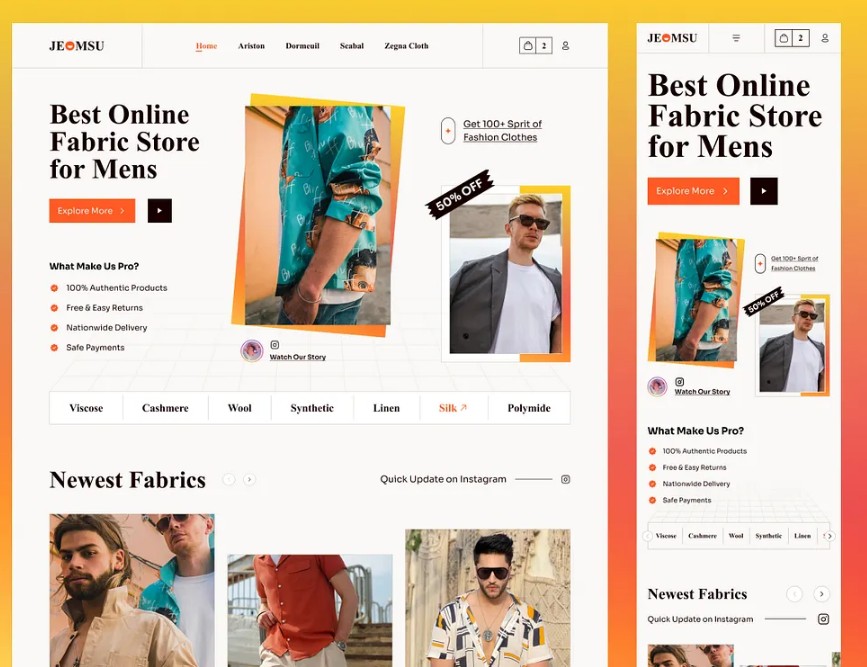 JEOMSU
Home Ariston Dormeuil Scabal Zegna Cloth
2
Best Online
Fabric Store
for Mens
Explore More
Get 100+ Sprit of
Fashion Clothes
50% OFF
What Make Us Pro?
100% Authentic Products
Free & Easy Returns
Nationwide Delivery
Safe Payments
Watch Our Story
Viscose Cashmere Wool Synthetic Linen Silk Polymide
Newest Fabrics
Quick Update on Instagram
JEOMSU
2
Best Online
Fabric Store
for Mens
Explore More
Get 100+ Sprit of
Fashion Clothes
50% OFF
Watch Our Story
What Make Us Pro?
100% Authentic Products
Free & Easy Returns
Nationwide Delivery
Safe Payments
Viscose Cashmere Wool Synthetic Linen
Newest Fabrics
Quick Update on Instagram